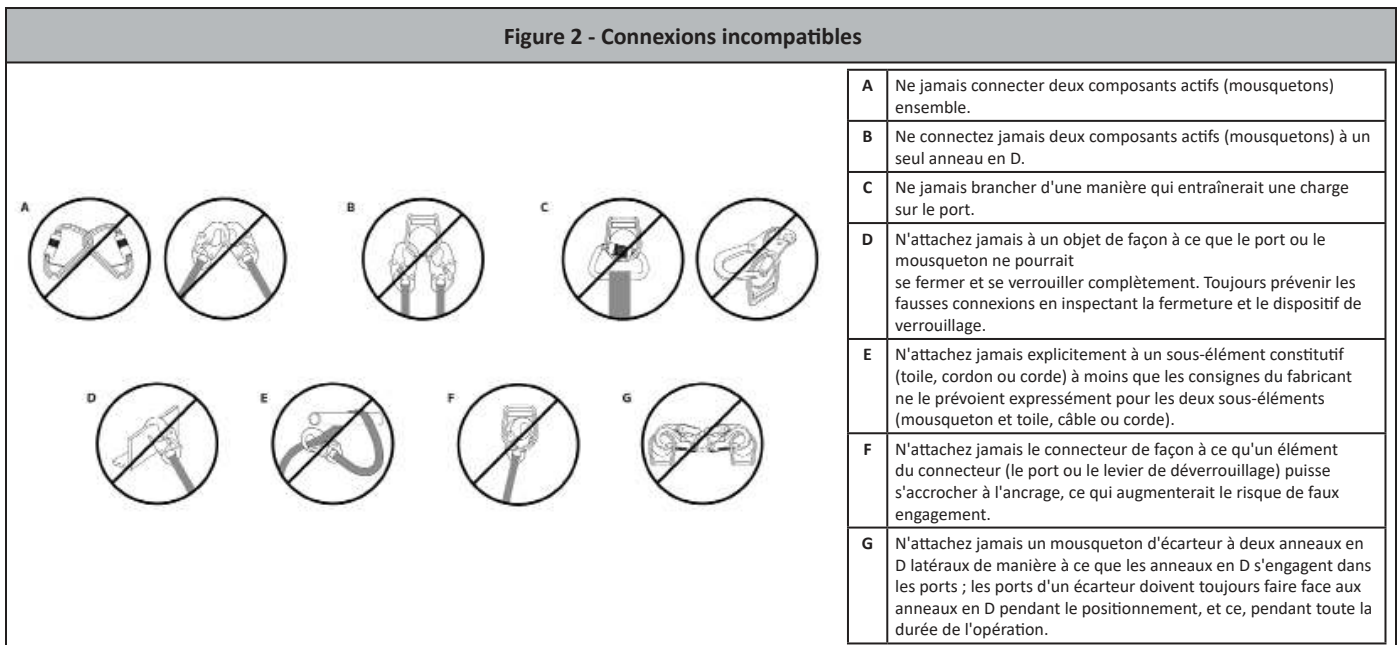 Figure 2 - Connexions incompatibles
A
B
C
D
E
F
G
A Ne jamais connecter deux composants actifs (mousquetons)
ensemble.
B Ne connectez jamais deux composants actifs (mousquetons) à un
seul anneau en D.
C Ne jamais brancher d'une manière qui entraînerait une charge
sur le port.
D N'attachez jamais à un objet de façon à ce que le port ou le
mousqueton ne pourrait
se fermer et se verrouiller complètement. Toujours prévenir les
fausses connexions en inspectant la fermeture et le dispositif de
verrouillage.
E N'attachez jamais explicitement à un sous-élément constitutif
(toile, cordon ou corde) à moins que les consignes du fabricant
ne le prévoient expressément pour les deux sous-éléments
(mousqueton et toile, câble ou corde).
F N'attachez jamais le connecteur de façon à ce qu'un élément
du connecteur (le port ou le levier de déverrouillage) puisse
s'accrocher à l'ancrage, ce qui augmenterait le risque de faux
engagement.
G N'attachez jamais un mousqueton d'écarteur à deux anneaux en
D latéraux de manière à ce que les anneaux en D s'engagent dans
les ports ; les ports d'un écarteur doivent toujours faire face aux
anneaux en D pendant le positionnement, et ce, pendant toute la
durée de l'opération.